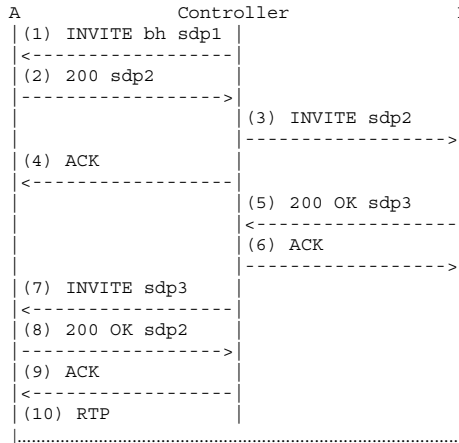 A Controller
(1) INVITE bh sdp1
(2) 200 sdp2
(3) INVITE sdp2
(4) ACK
(5) 200 OK sdp3
(6) ACK
(7) INVITE sdp3
(8) 200 OK sdp2
(9) ACK
(10) RTP